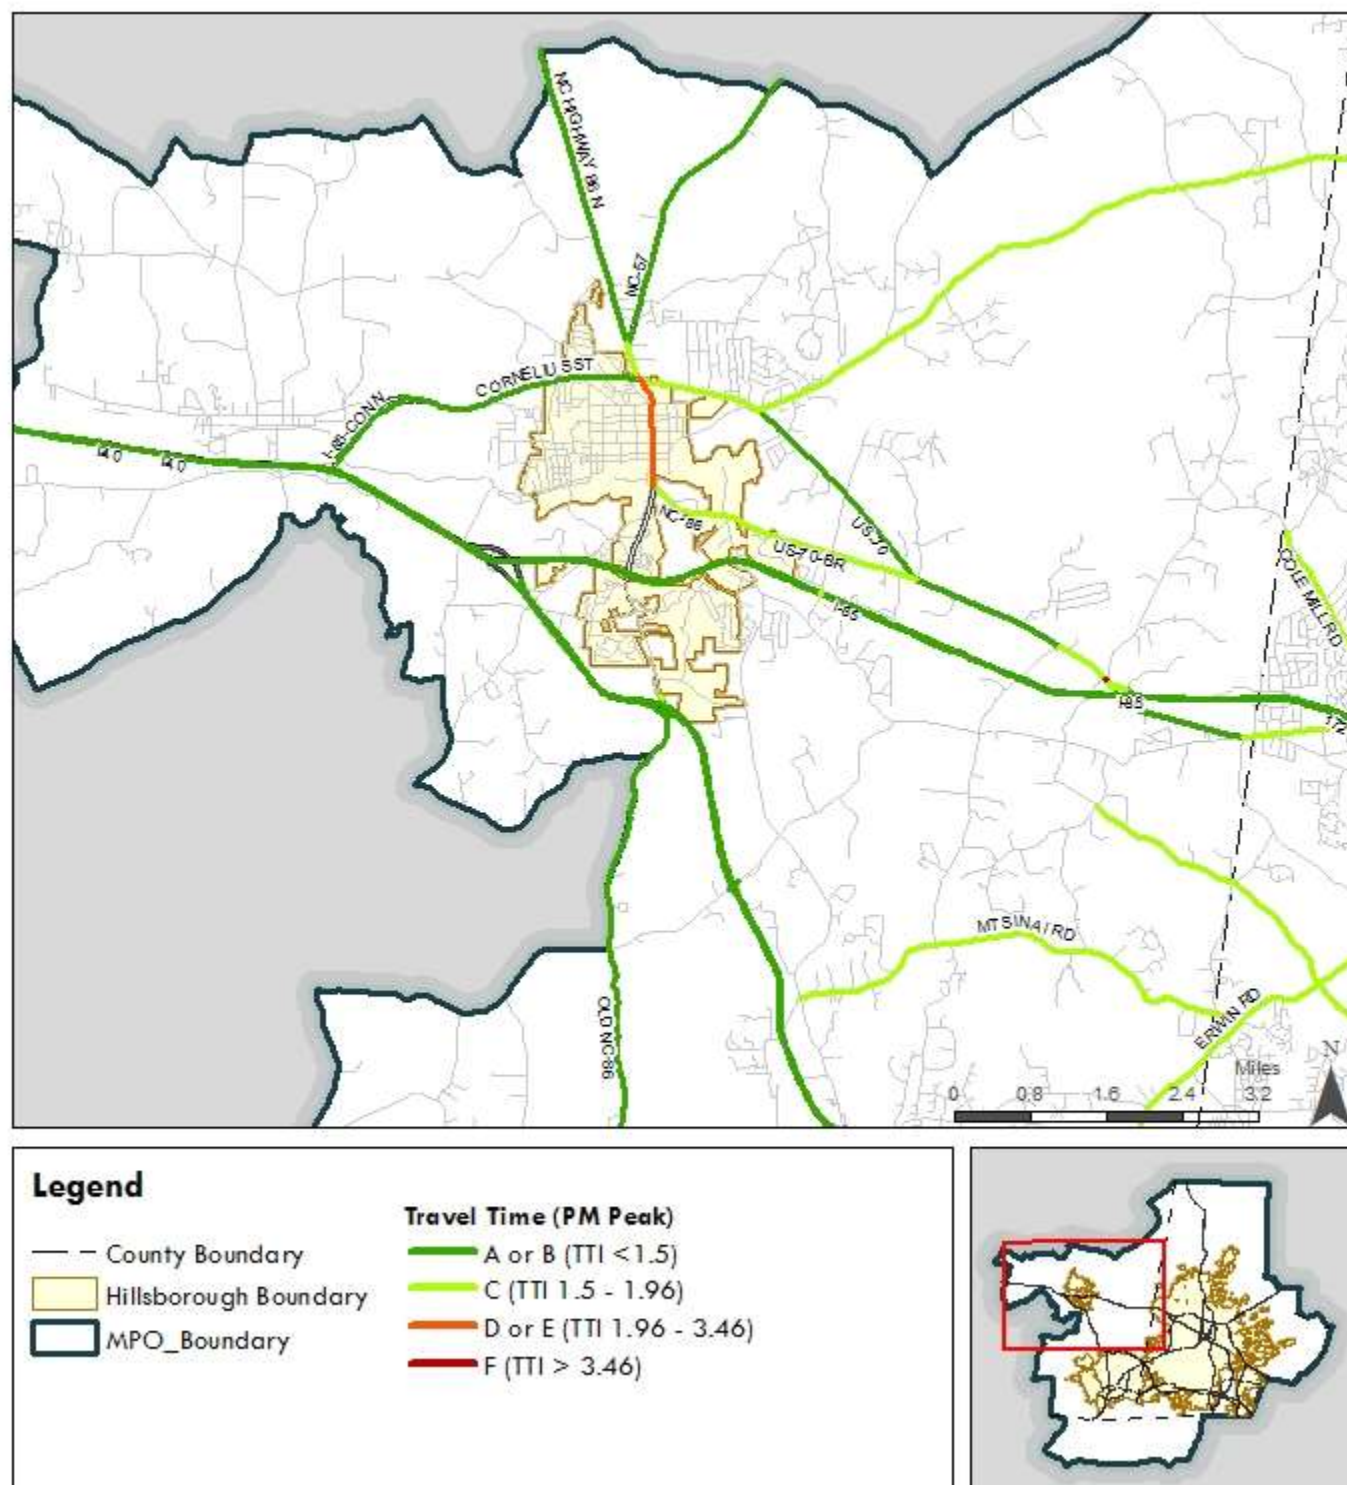 NC HIGHWAY 86 N
NC-57
CORNELIUS ST
I-85-CONN
I40
I40
NC-86
US-70
US-70-BR
I-85
COLE MILL RD
I-85
MT SINAI RD
ERWIN RD
OLD NC-86
N
Miles
0 0.8 1.6 2.4 3.2
Legend
County Boundary
Hillsborough Boundary
MPO_Boundary
Travel Time (PM Peak)
A or B (TTI <1.5)
C (TTI 1.5 - 1.96)
D or E (TTI 1.96 - 3.46)
F (TTI > 3.46)